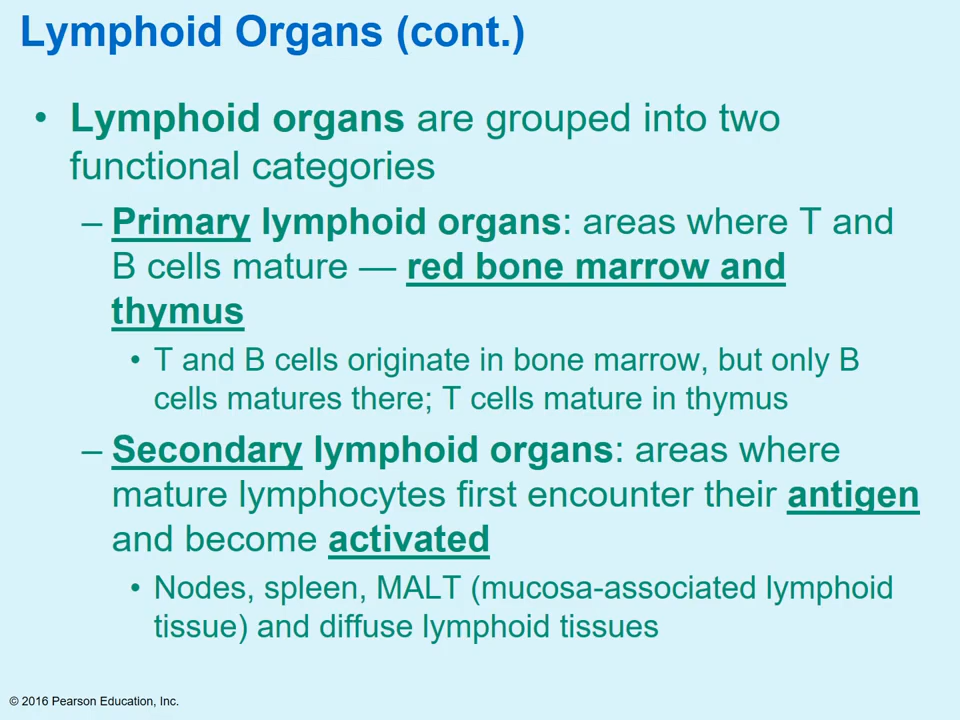 Lymphoid Organs (cont.)
• Lymphoid organs are grouped into two
functional categories
– Primary lymphoid organs: areas where T and
B cells mature — red bone marrow and
thymus
• T and B cells originate in bone marrow, but only B
cells matures there; T cells mature in thymus
– Secondary lymphoid organs: areas where
mature lymphocytes first encounter their antigen
and become activated
• Nodes, spleen, MALT (mucosa-associated lymphoid
tissue) and diffuse lymphoid tissues
© 2016 Pearson Education, Inc.